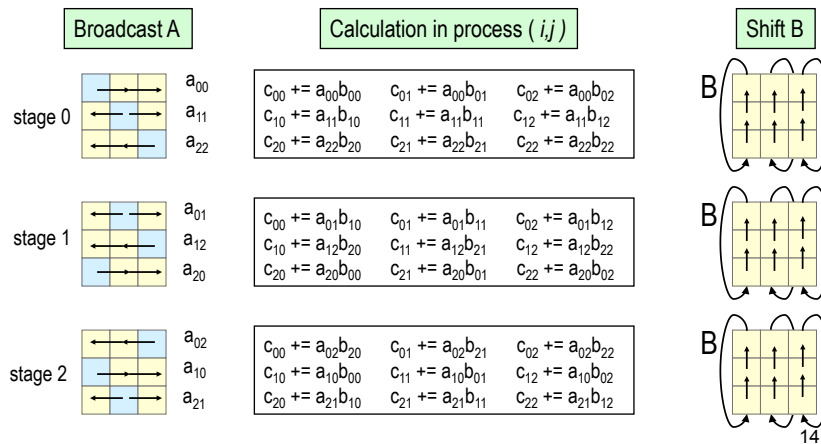 Broadcast A Calculation in process ( i,j ) Shift B
stage 0
a₀₀
a₁₁
a₂₂
c₀₀ += a₀₀b₀₀ c₀₁ += a₀₀b₀₁ c₀₂ += a₀₀b₀₂
c₁₀ += a₁₁b₁₀ c₁₁ += a₁₁b₁₁ c₁₂ += a₁₁b₁₂
c₂₀ += a₂₂b₂₀ c₂₁ += a₂₂b₂₁ c₂₂ += a₂₂b₂₂
B
stage 1
a₀₁
a₁₂
a₂₀
c₀₀ += a₀₁b₁₀ c₀₁ += a₀₁b₁₁ c₀₂ += a₀₁b₁₂
c₁₀ += a₁₂b₂₀ c₁₁ += a₁₂b₂₁ c₁₂ += a₁₂b₂₂
c₂₀ += a₂₀b₀₀ c₂₁ += a₂₀b₀₁ c₂₂ += a₂₀b₀₂
B
stage 2
a₀₂
a₁₀
a₂₁
c₀₀ += a₀₂b₂₀ c₀₁ += a₀₂b₂₁ c₀₂ += a₀₂b₂₂
c₁₀ += a₁₀b₀₀ c₁₁ += a₁₀b₀₁ c₁₂ += a₁₀b₀₂
c₂₀ += a₂₁b₁₀ c₂₁ += a₂₁b₁₁ c₂₂ += a₂₁b₁₂
B
14